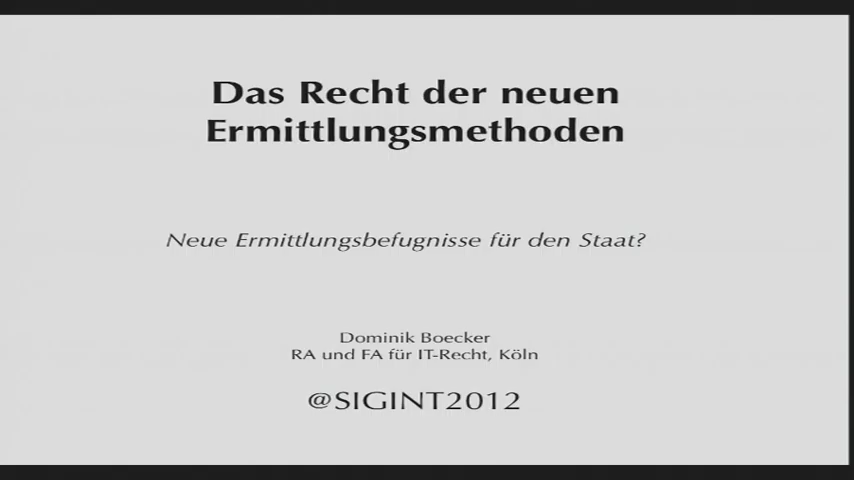 Das Recht der neuen
Ermittlungsmethoden
Neue Ermittlungsbefugnisse für den Staat?
Dominik Boecker
RA und FA für IT-Recht, Köln
@SIGINT2012